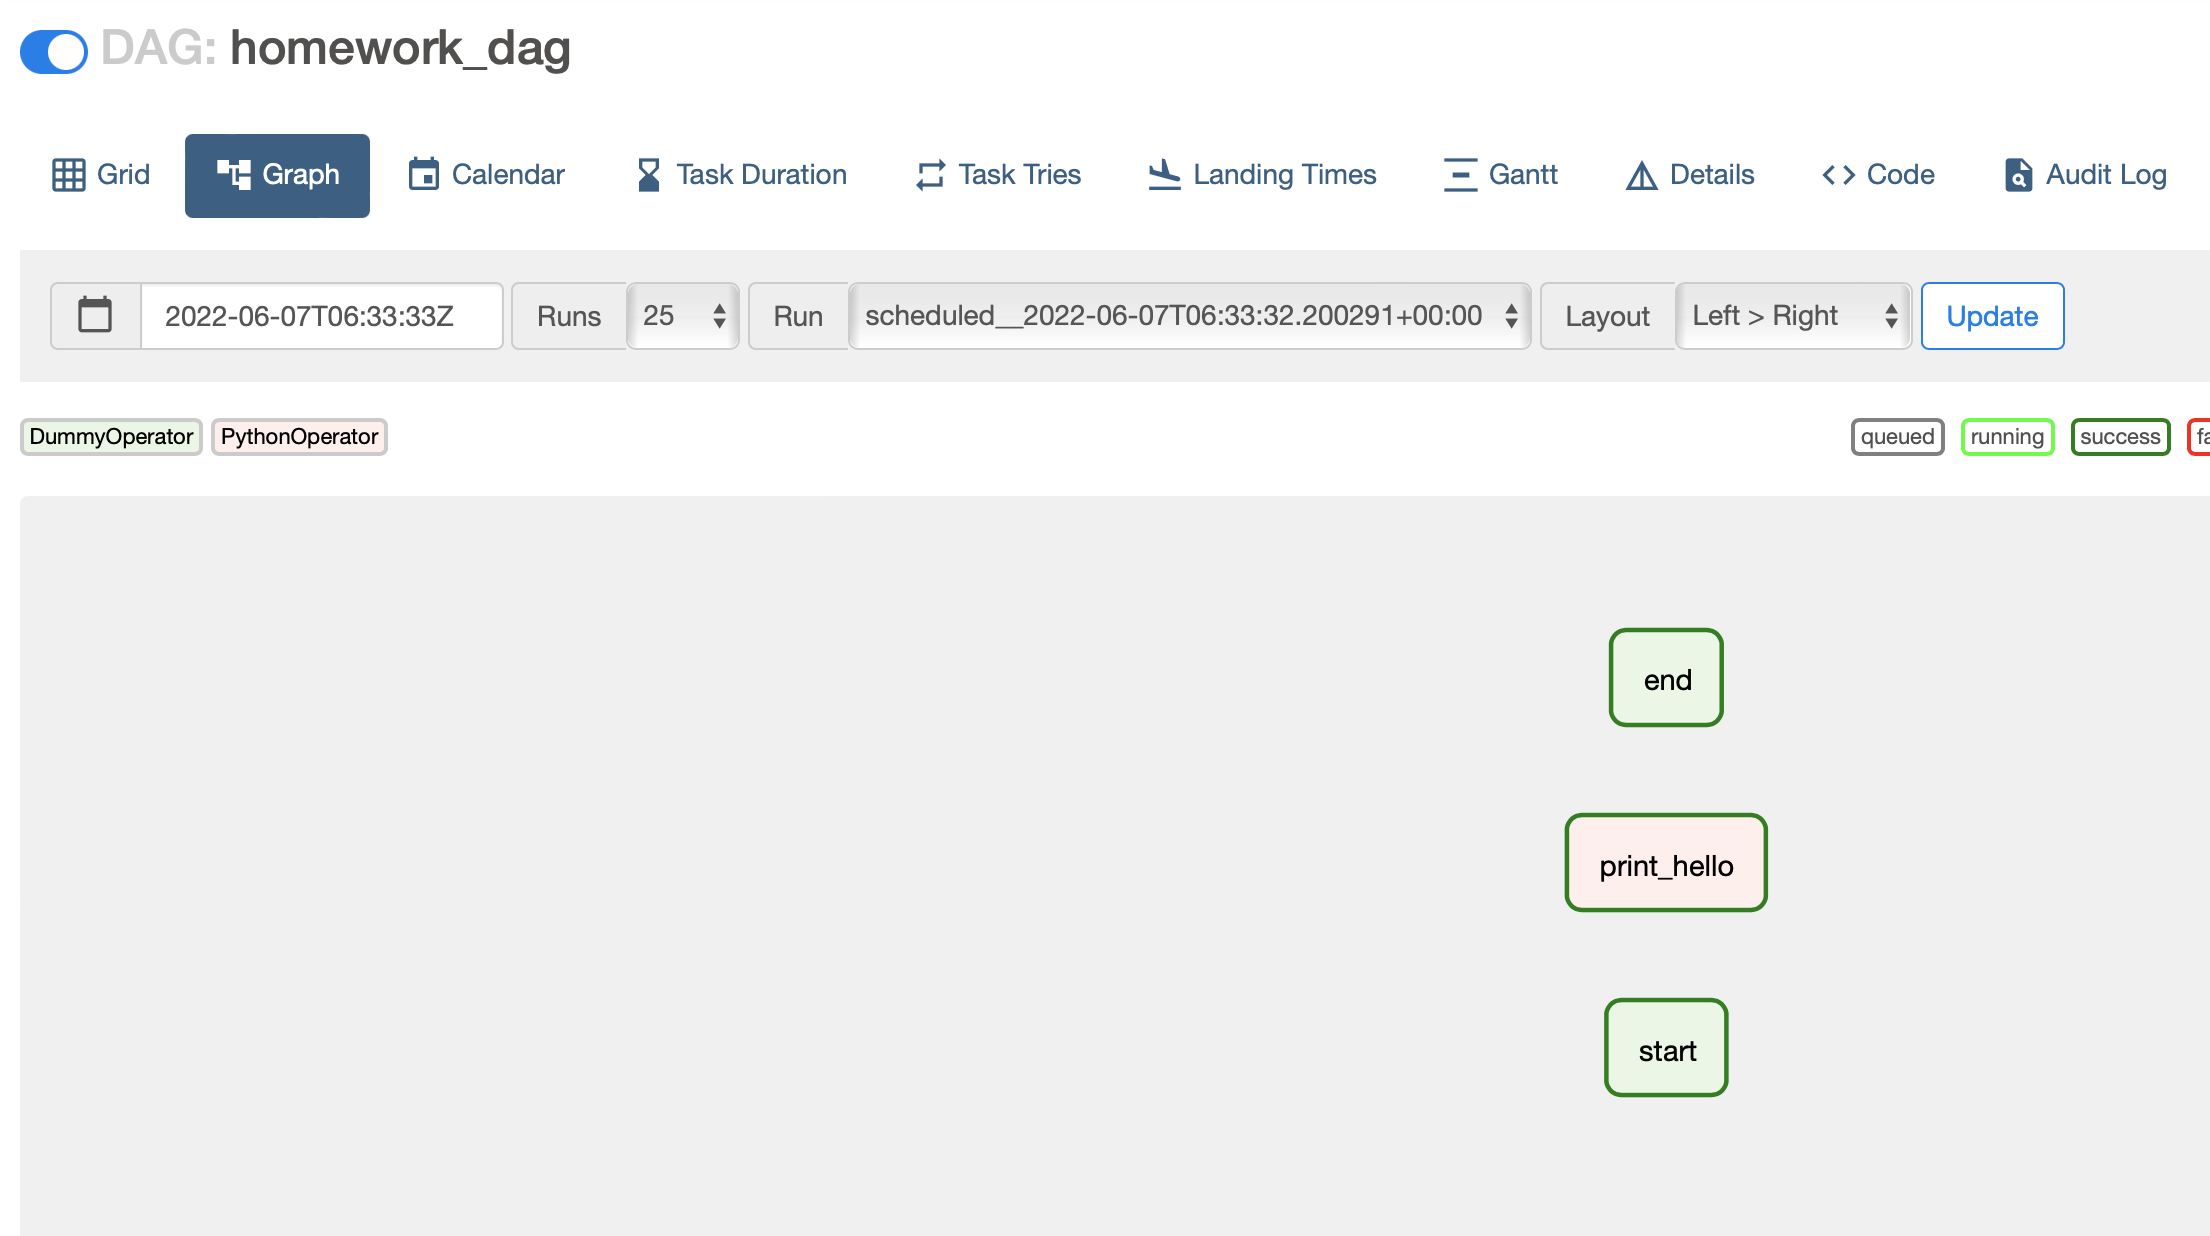 DAG: homework_dag
Grid Graph Calendar Task Duration Task Tries Landing Times Gantt Details Code Audit Log
2022-06-07T06:33:33Z Runs 25 Run scheduled__2022-06-07T06:33:32.200291+00:00 Layout Left > Right Update
DummyOperator PythonOperator queued running success
end
print_hello
start